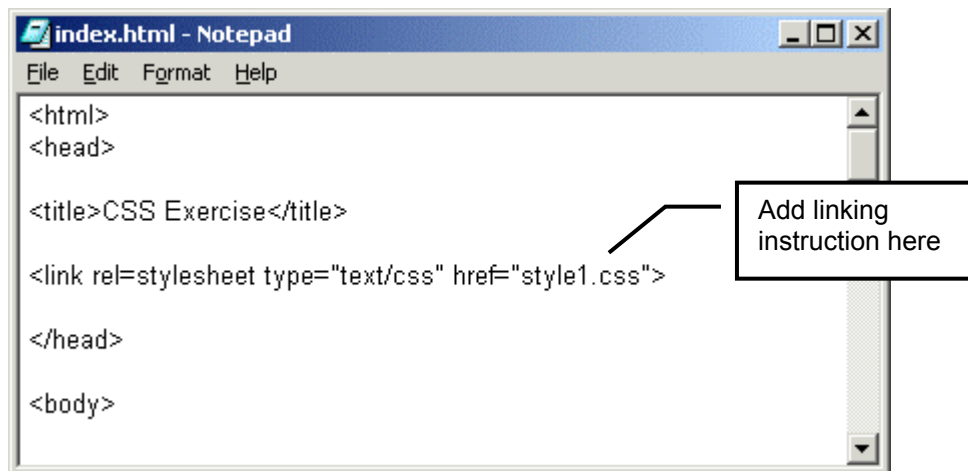 index.html - Notepad
File Edit Format Help
<html>
<head>
<title>CSS Exercise</title>
Add linking
instruction here
<link rel=stylesheet type="text/css" href="style1.css">
</head>
<body>